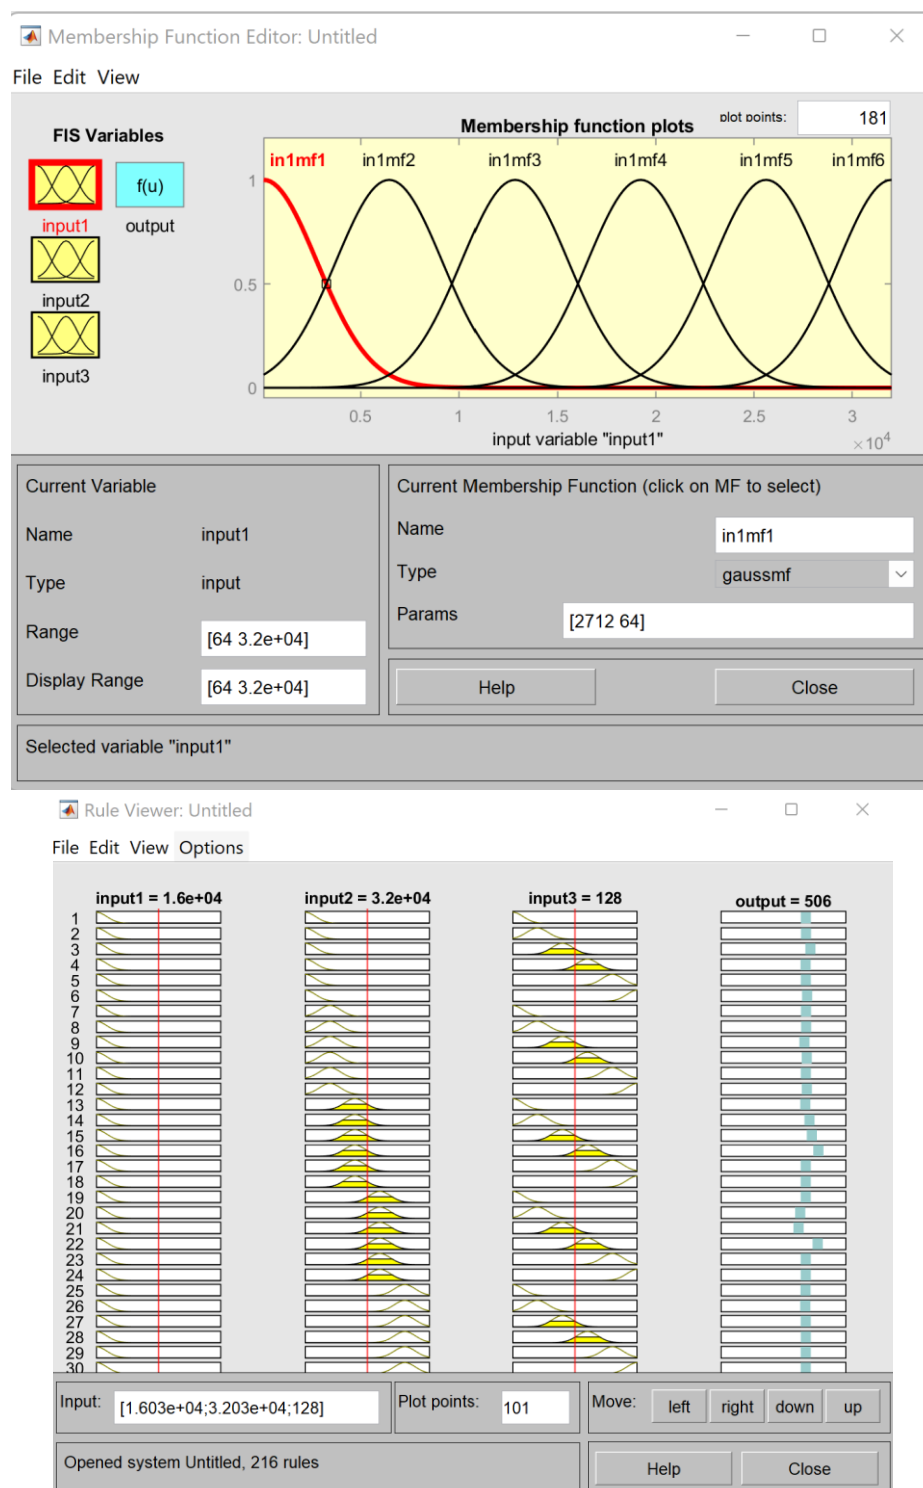 Membership Function Editor: Untitled
File Edit View
FIS Variables
f(u)
input1
output
input2
input3
Membership function plots
plot points:
181
in1mf1
in1mf2
in1mf3
in1mf4
in1mf5
in1mf6
1
0.5
0
0.5
1
1.5
2
2.5
3
×10⁴
input variable "input1"
Current Variable
Name
input1
Type
input
Range
[64 3.2e+04]
Display Range
[64 3.2e+04]
Current Membership Function (click on MF to select)
Name
in1mf1
Type
gaussmf
Params
[2712 64]
Help
Close
Selected variable "input1"
Rule Viewer: Untitled
File Edit View Options
input1 = 1.6e+04
input2 = 3.2e+04
input3 = 128
output = 506
1
2
3
4
5
6
7
8
9
10
11
12
13
14
15
16
17
18
19
20
21
22
23
24
25
26
27
28
29
30
Input:
[1.603e+04;3.203e+04;128]
Plot points:
101
Move:
left
right
down
up
Opened system Untitled, 216 rules
Help
Close